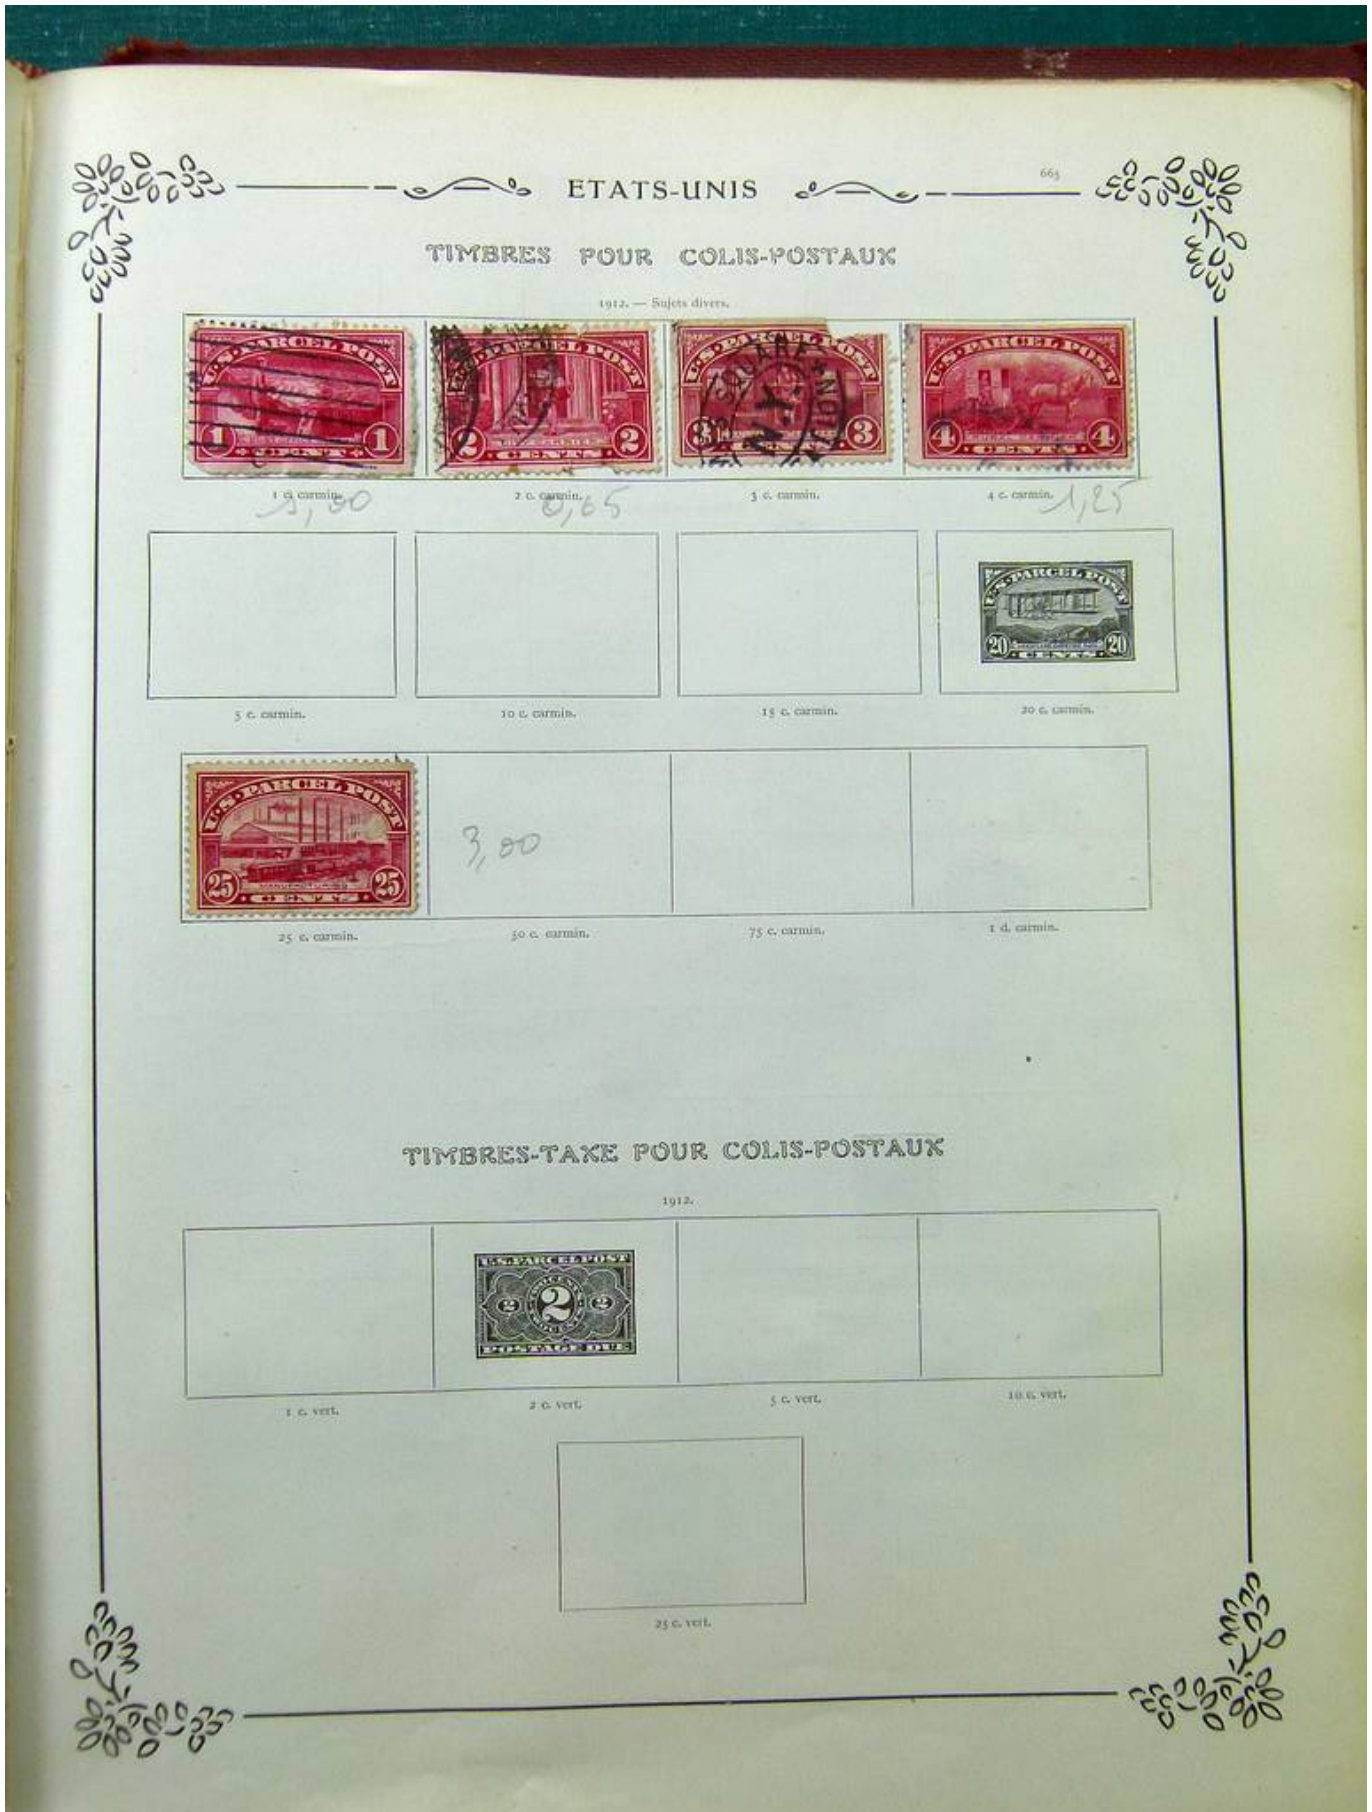 665
ETATS-UNIS
TIMBRES POUR COLIS-POSTAUX
1912. — Sujets divers.
U.S. PARCEL POST
1 1
CENT
U.S. PARCEL POST
2 2
CENTS
U.S. PARCEL POST
3 3
CENTS
U.S. PARCEL POST
4 4
CENTS
1 c. carmin. 2 c. carmin. 3 c. carmin. 4 c. carmin.
0,65 1,25
U.S. PARCEL POST
20 20
CENTS
5 c. carmin. 10 c. carmin. 15 c. carmin. 20 c. carmin.
U.S. PARCEL POST
25 MANUFACTURING 25
CENTS
3,00
25 c. carmin. 50 c. carmin. 75 c. carmin. 1 d. carmin.
TIMBRES-TAXE POUR COLIS-POSTAUX
1912.
U.S. PARCEL POST
2 2 2
POSTAGE DUE
1 c. vert. 2 c. vert. 5 c. vert. 10 c. vert.
25 c. vert.